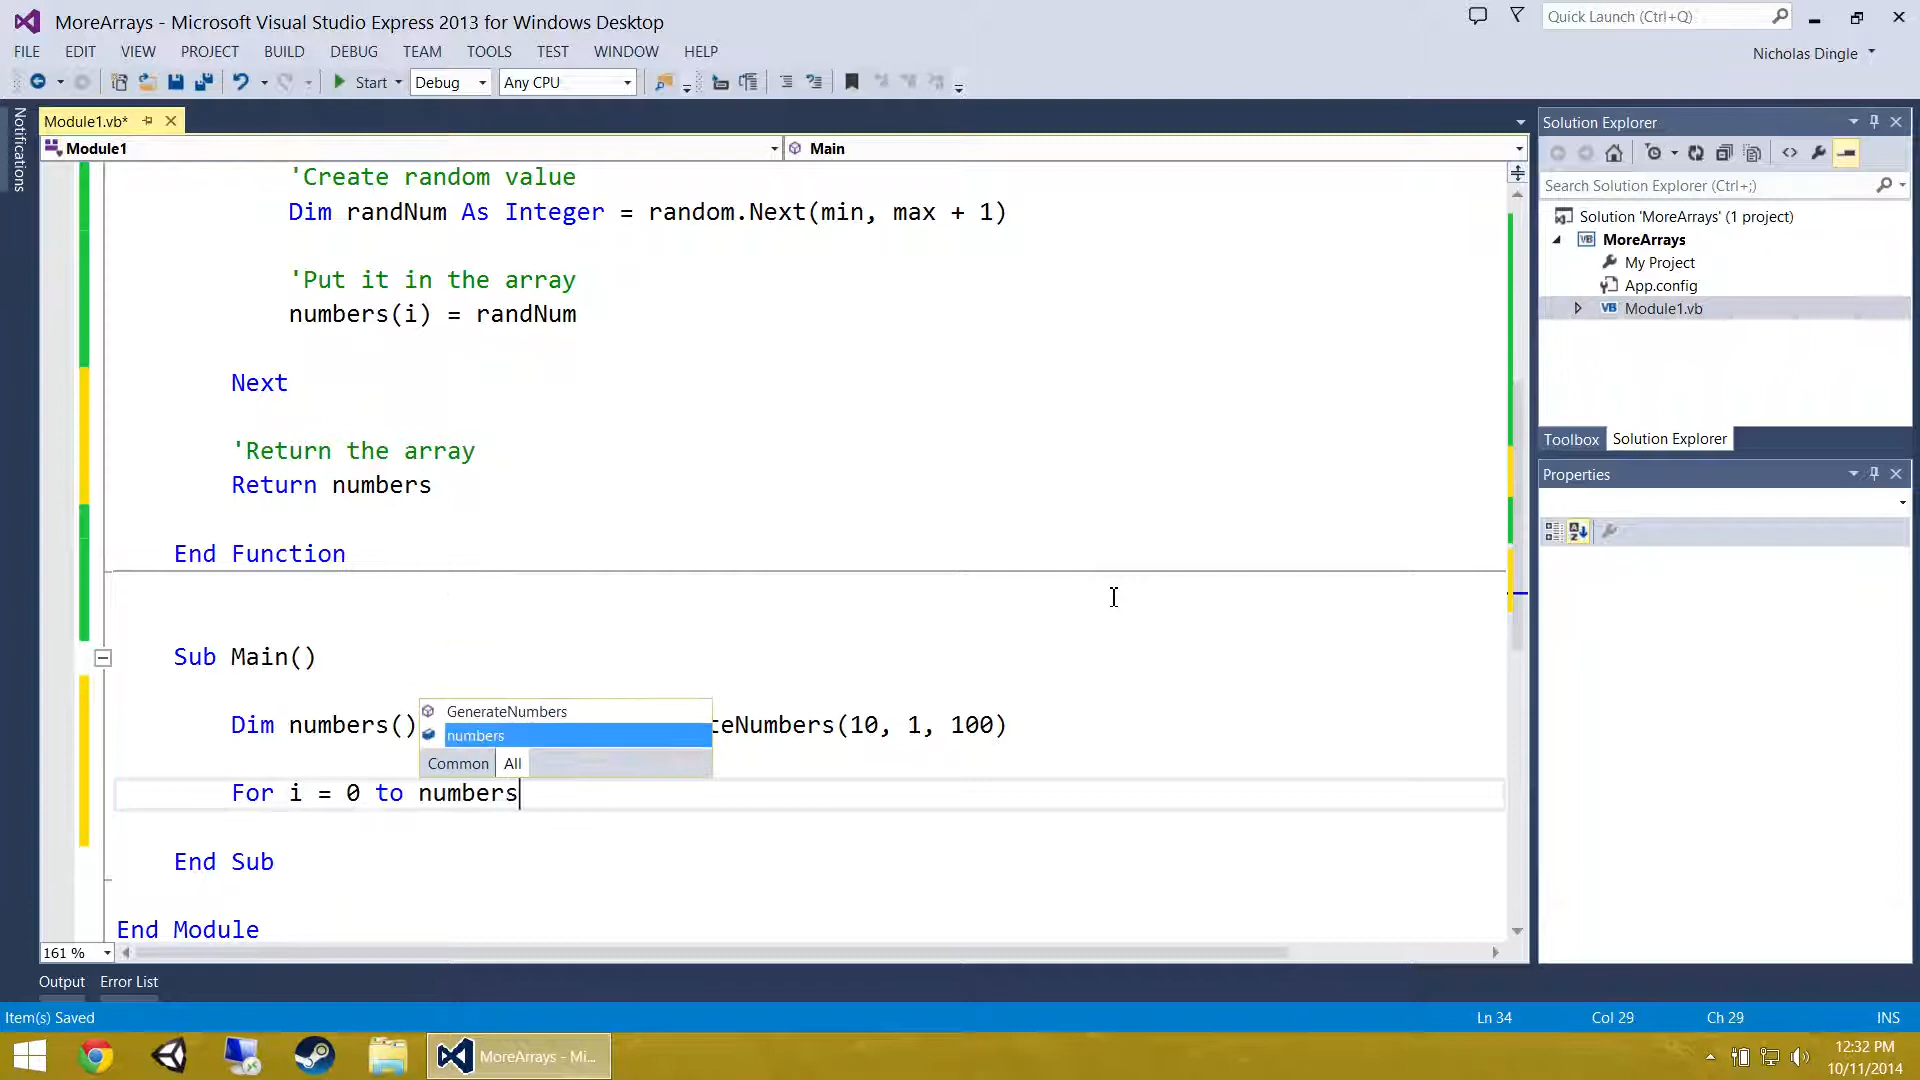 MoreArrays - Microsoft Visual Studio Express 2013 for Windows Desktop
Quick Launch (Ctrl+Q)
FILE EDIT VIEW PROJECT BUILD DEBUG TEAM TOOLS TEST WINDOW HELP
Nicholas Dingle
Start Debug Any CPU
Notifications
Module1.vb*
Module1 Main
'Create random value
Dim randNum As Integer = random.Next(min, max + 1)
'Put it in the array
numbers(i) = randNum
Next
'Return the array
Return numbers
End Function
Sub Main()
Dim numbers() teNumbers(10, 1, 100)
GenerateNumbers
numbers
Common All
For i = 0 to numbers
End Sub
End Module
161 %
Solution Explorer
Search Solution Explorer (Ctrl+;)
Solution 'MoreArrays' (1 project)
VB MoreArrays
My Project
App.config
VB Module1.vb
Toolbox Solution Explorer
Properties
Output Error List
Item(s) Saved
Ln 34 Col 29 Ch 29 INS
MoreArrays - Mi...
12:32 PM
10/11/2014